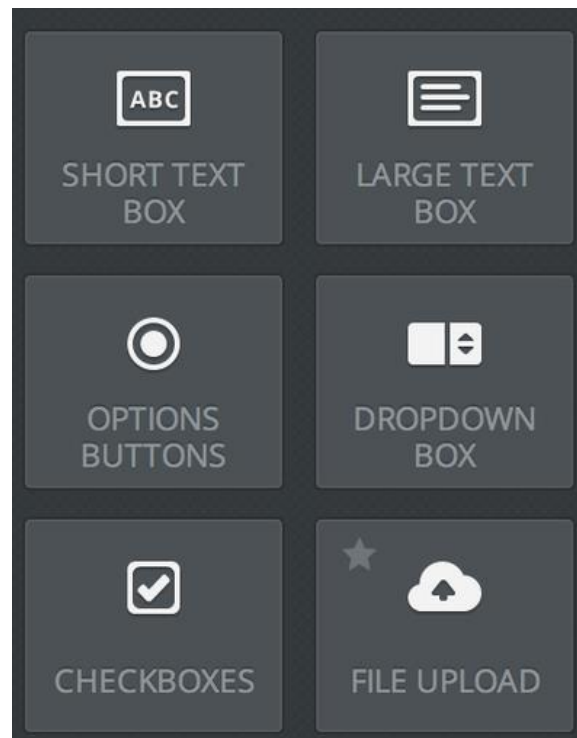 ABC
SHORT TEXT
BOX
LARGE TEXT
BOX
OPTIONS
BUTTONS
DROPDOWN
BOX
CHECKBOXES
FILE UPLOAD